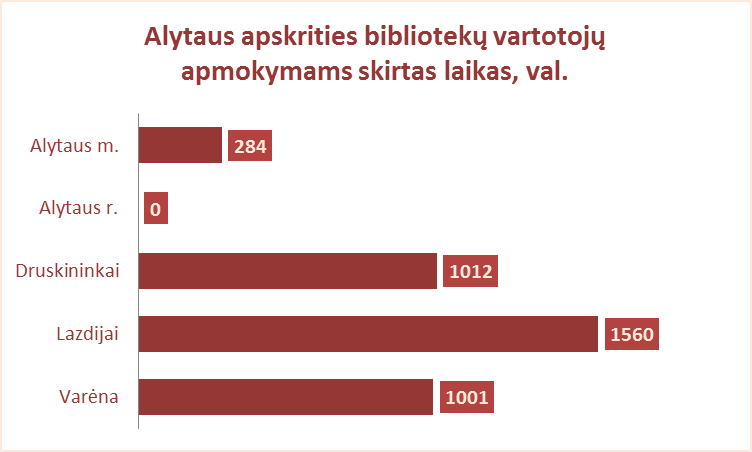 Alytaus apskrities bibliotekų vartotojų
apmokymams skirtas laikas, val.
Alytaus m. 284
Alytaus r. 0
Druskininkai 1012
Lazdijai 1560
Varėna 1001